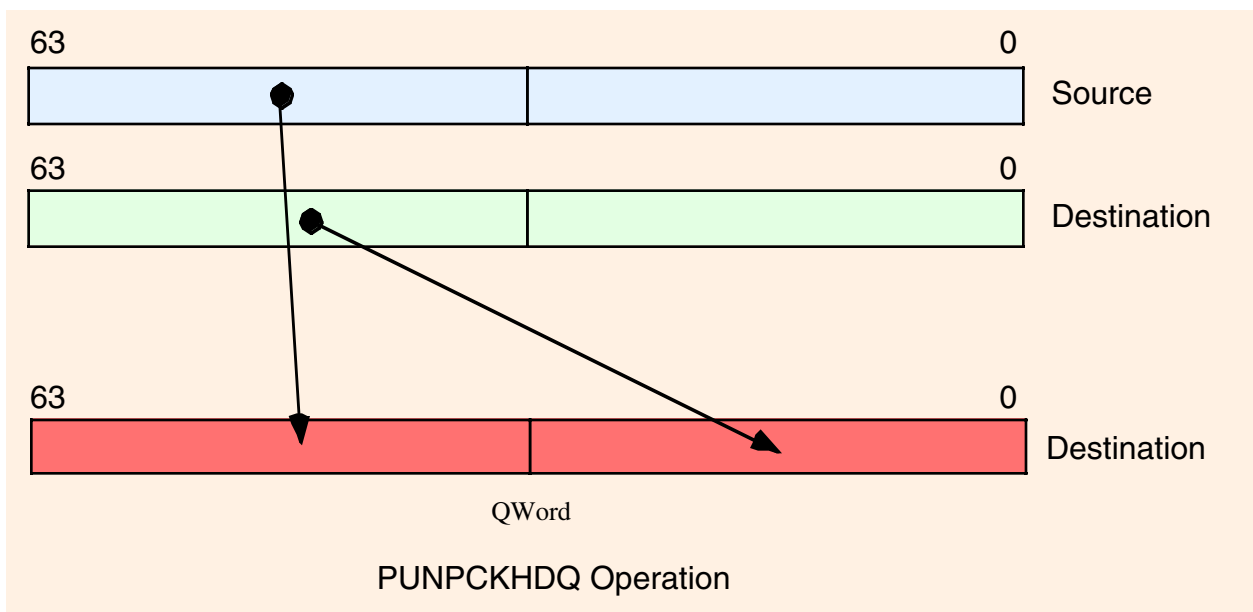 63 0
Source
63 0
Destination
63 0
Destination
QWord
PUNPCKHDQ Operation